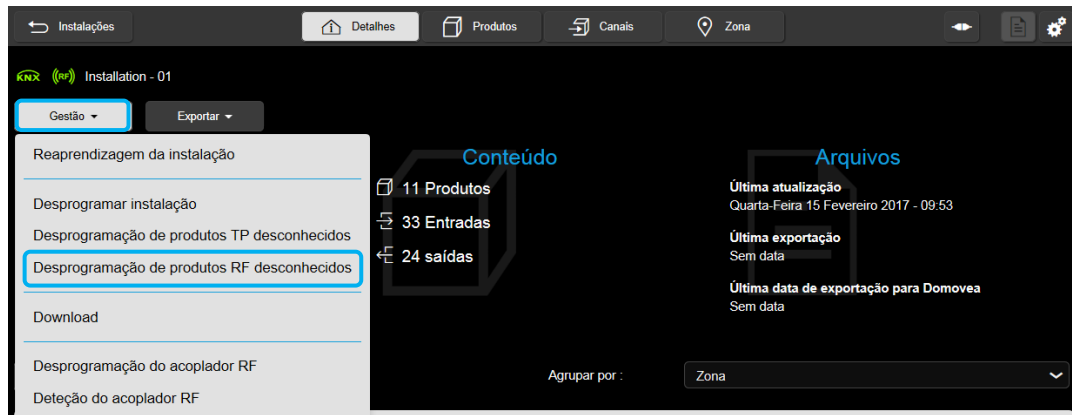 Instalações
Detalhes
Produtos
Canais
Zona
KNX ((RF)) Installation - 01
Gestão
Exportar
Reaprendizagem da instalação
Desprogramar instalação
Desprogramação de produtos TP desconhecidos
Desprogramação de produtos RF desconhecidos
Download
Desprogramação do acoplador RF
Deteção do acoplador RF
Conteúdo
11 Produtos
33 Entradas
24 saídas
Arquivos
Última atualização
Quarta-Feira 15 Fevereiro 2017 - 09:53
Última exportação
Sem data
Última data de exportação para Domovea
Sem data
Agrupar por :
Zona